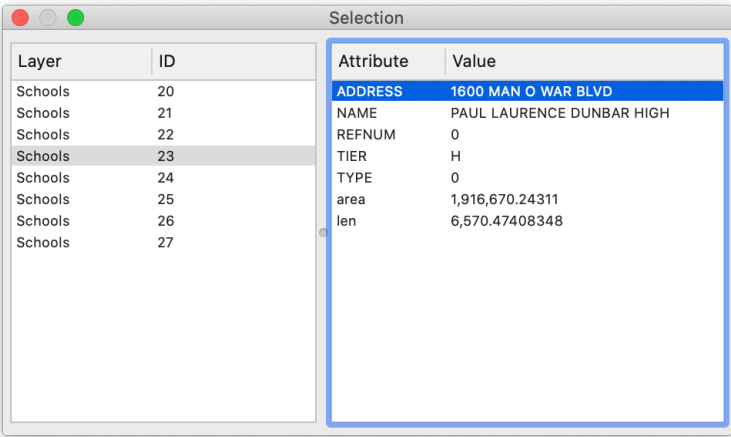 Selection
Layer ID
Schools 20
Schools 21
Schools 22
Schools 23
Schools 24
Schools 25
Schools 26
Schools 27
Attribute Value
ADDRESS 1600 MAN O WAR BLVD
NAME PAUL LAURENCE DUNBAR HIGH
REFNUM 0
TIER H
TYPE 0
area 1,916,670.24311
len 6,570.47408348